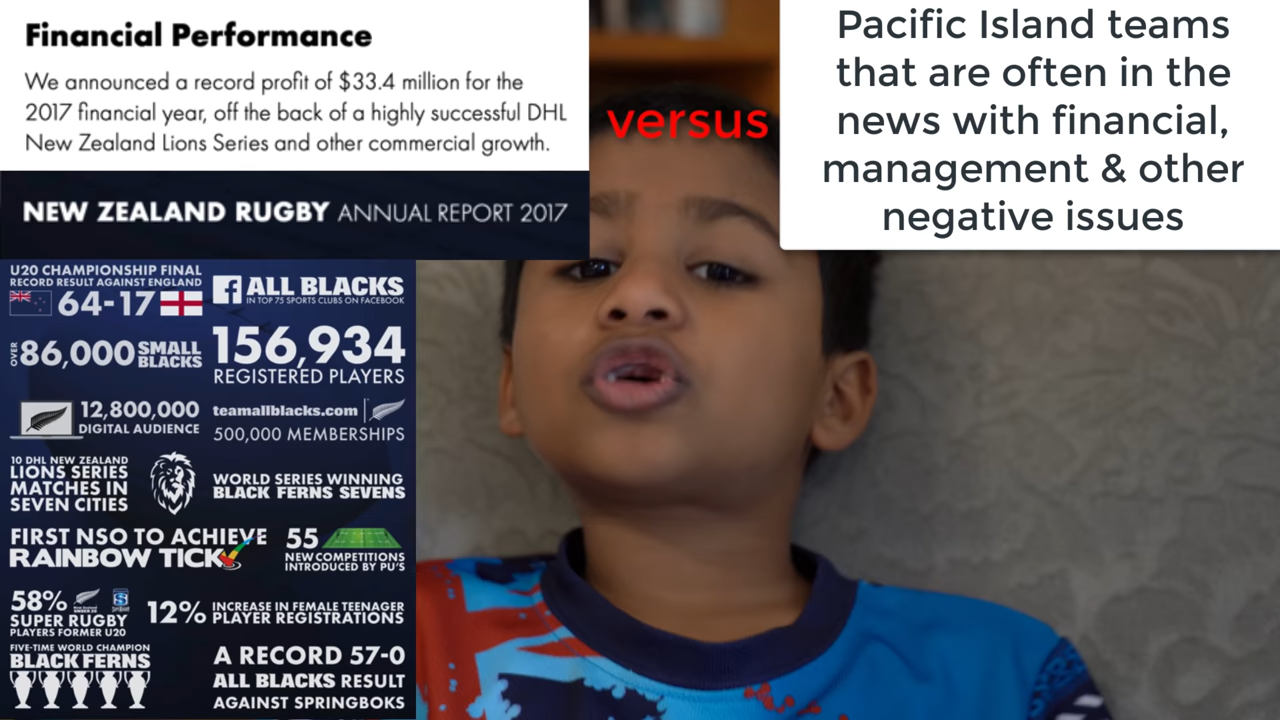 Financial Performance
We announced a record profit of $33.4 million for the
2017 financial year, off the back of a highly successful DHL
New Zealand Lions Series and other commercial growth.
NEW ZEALAND RUGBY ANNUAL REPORT 2017
versus
Pacific Island teams
that are often in the
news with financial,
management & other
negative issues
U20 CHAMPIONSHIP FINAL
RECORD RESULT AGAINST ENGLAND
64-17
ALL BLACKS
IN TOP 75 SPORTS CLUBS ON FACEBOOK
OVER 86,000 SMALL BLACKS
156,934
REGISTERED PLAYERS
12,800,000
DIGITAL AUDIENCE
teamallblacks.com
500,000 MEMBERSHIPS
10 DHL NEW ZEALAND
LIONS SERIES
MATCHES IN
SEVEN CITIES
WORLD SERIES WINNING
BLACK FERNS SEVENS
FIRST NSO TO ACHIEVE
RAINBOW TICK
55
NEW COMPETITIONS
INTRODUCED BY PU'S
58%
SUPER RUGBY
PLAYERS FORMER U20
12% INCREASE IN FEMALE TEENAGER
PLAYER REGISTRATIONS
FIVE-TIME WORLD CHAMPION
BLACK FERNS
A RECORD 57-0
ALL BLACKS RESULT
AGAINST SPRINGBOKS